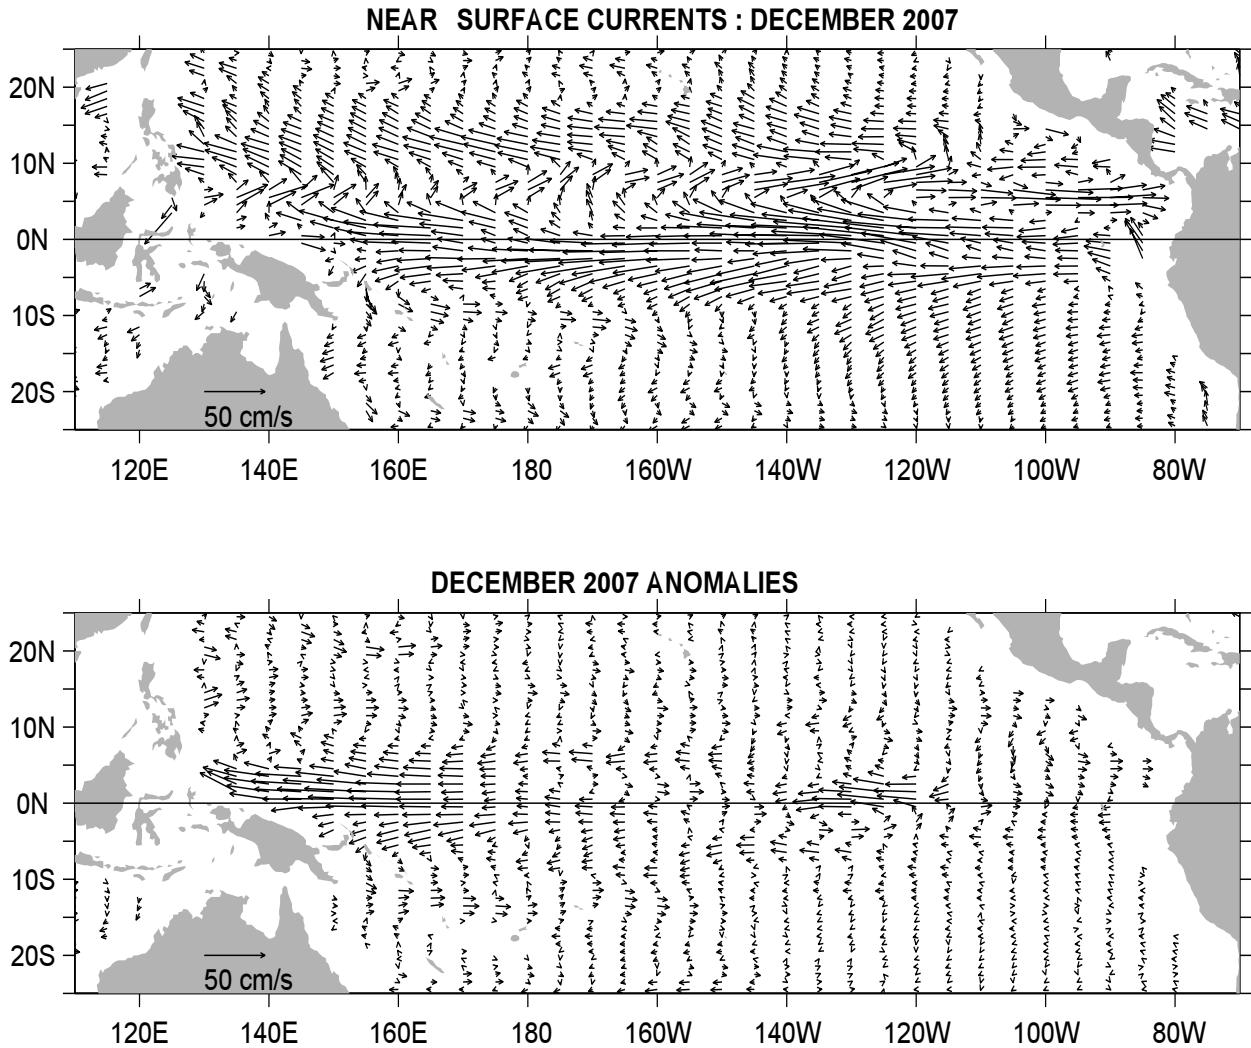 NEAR SURFACE CURRENTS : DECEMBER 2007
20N
10N
0N
10S
20S
50 cm/s
120E 140E 160E 180 160W 140W 120W 100W 80W
DECEMBER 2007 ANOMALIES
20N
10N
0N
10S
20S
50 cm/s
120E 140E 160E 180 160W 140W 120W 100W 80W